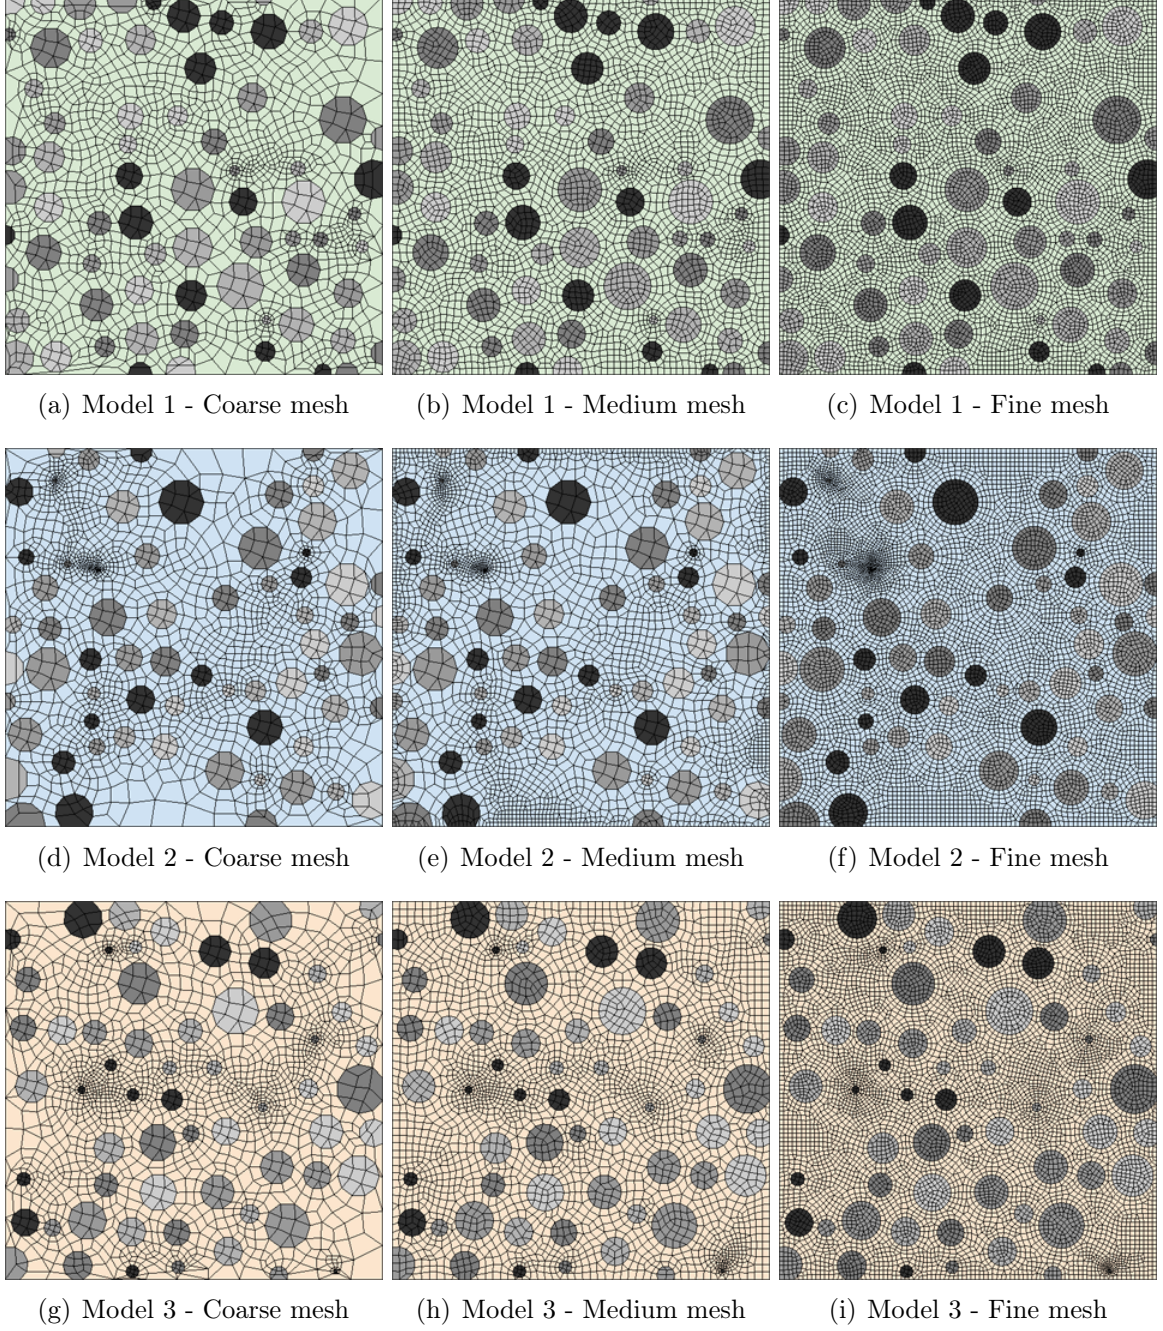 (a) Model 1 - Coarse mesh
(b) Model 1 - Medium mesh
(c) Model 1 - Fine mesh
(d) Model 2 - Coarse mesh
(e) Model 2 - Medium mesh
(f) Model 2 - Fine mesh
(g) Model 3 - Coarse mesh
(h) Model 3 - Medium mesh
(i) Model 3 - Fine mesh